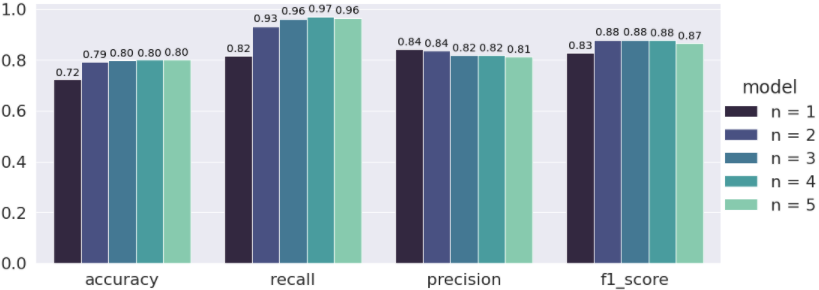 1.0
0.8
0.6
0.4
0.2
0.0
0.72 0.79 0.80 0.80 0.80
0.82 0.93 0.96 0.97 0.96
0.84 0.84 0.82 0.82 0.81
0.83 0.88 0.88 0.88 0.87
accuracy recall precision f1_score
model
n = 1
n = 2
n = 3
n = 4
n = 5